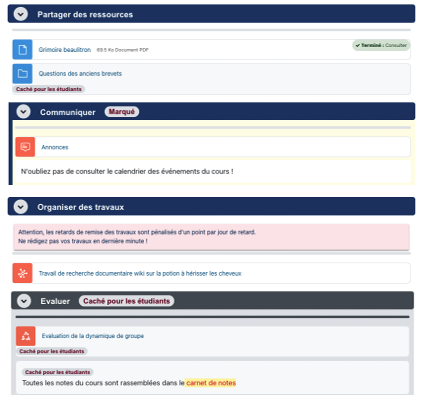 Partager des ressources
Grimoire beaulitron 69.5 Ko Document PDF
✓ Terminé : Consulter
Questions des anciens brevets
Caché pour les étudiants
Communiquer Marqué
Annonces
N'oubliez pas de consulter le calendrier des événements du cours !
Organiser des travaux
Attention, les retards de remise des travaux sont pénalisés d'un point par jour de retard.
Ne rédigez pas vos travaux en dernière minute !
Travail de recherche documentaire wiki sur la potion à hérisser les cheveux
Evaluer Caché pour les étudiants
Evaluation de la dynamique de groupe
Caché pour les étudiants
Caché pour les étudiants
Toutes les notes du cours sont rassemblées dans le carnet de notes